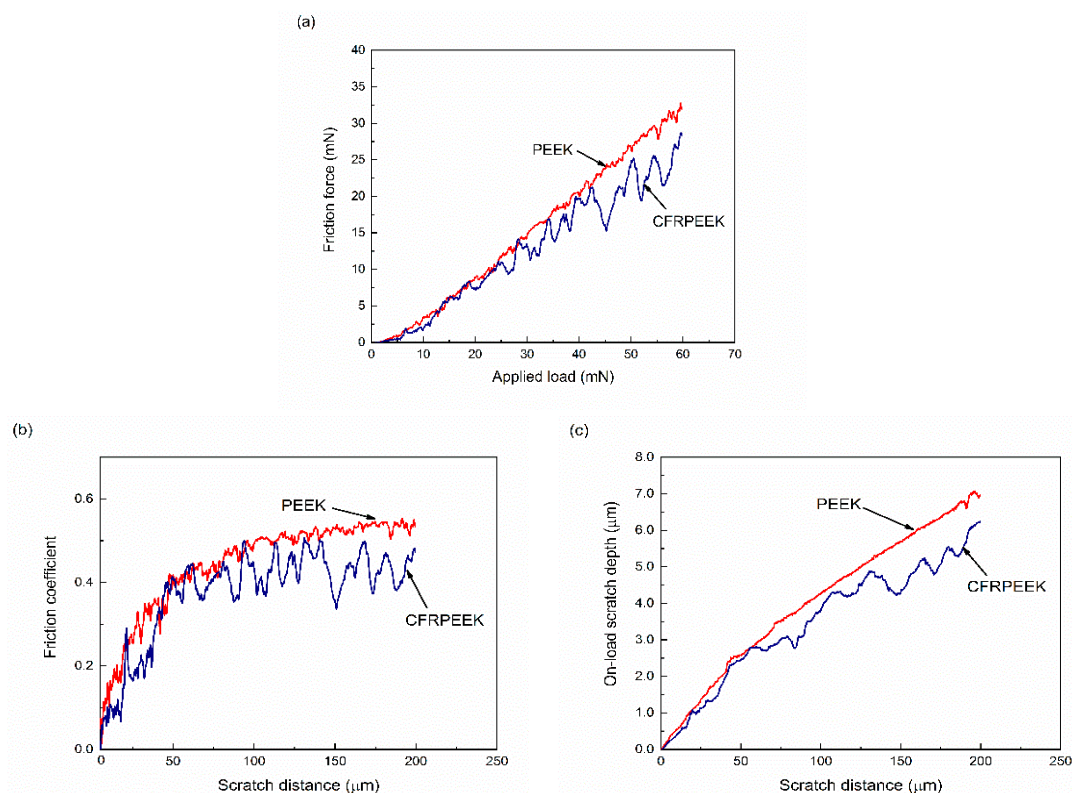 (a)
40
35
30
25
20
15
10
5
0
Friction force (mN)
PEEK
CFRPEEK
0 10 20 30 40 50 60 70
Applied load (mN)
(b)
0.6
0.4
0.2
0.0
Friction coefficient
PEEK
CFRPEEK
50 100 150 200 250
Scratch distance (μm)
(c)
8.0
7.0
6.0
5.0
4.0
3.0
2.0
1.0
0.0
On-load scratch depth (μm)
PEEK
CFRPEEK
0 50 100 150 200 250
Scratch distance (μm)